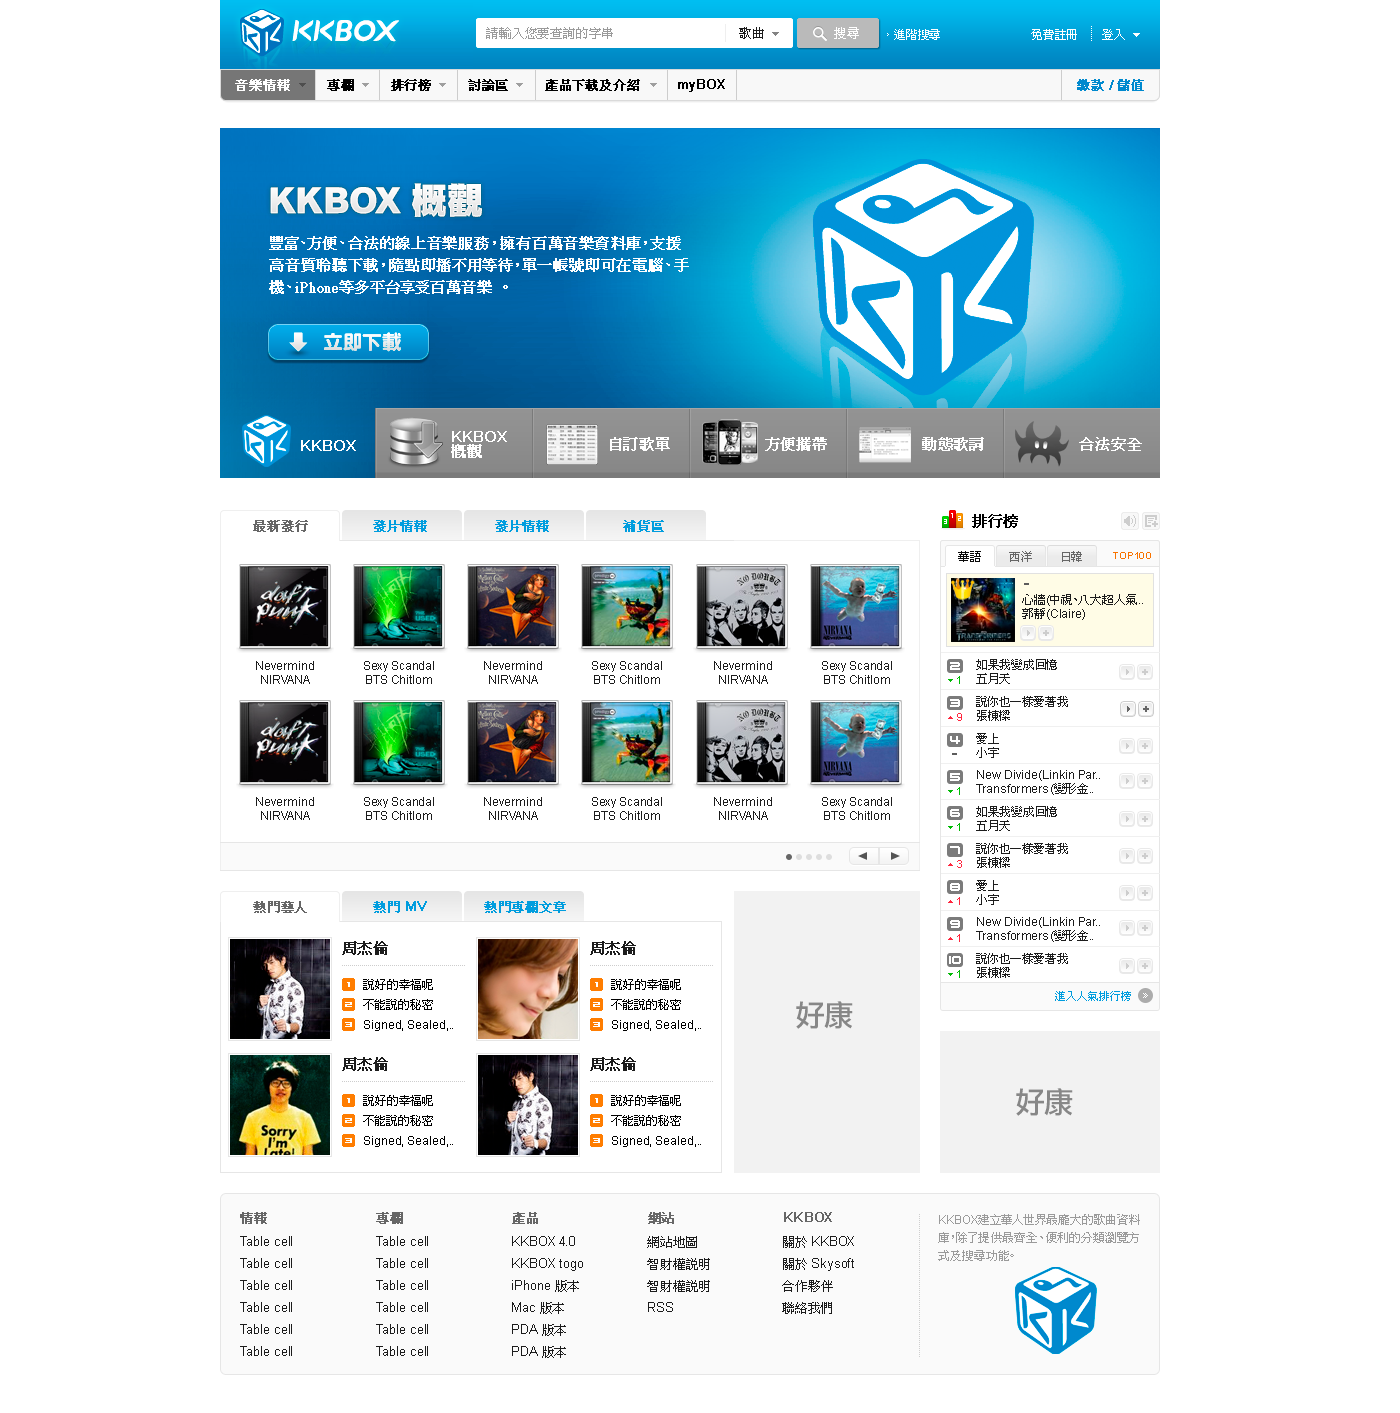 KKBOX
請輸入您要查詢的字串
歌曲
搜尋
進階搜尋
免費註冊
登入
音樂情報
專欄
排行榜
討論區
產品下載及介紹
myBOX
繳款 / 儲值
KKBOX 概觀
豐富、方便、合法的線上音樂服務，擁有百萬音樂資料庫，支援
高音質聆聽下載，隨點即播不用等待，單一帳號即可在電腦、手
機、iPhone等多平台享受百萬音樂 。
立即下載
KKBOX
KKBOX
概觀
自訂歌單
方便攜帶
動態歌詞
合法安全
最新發行
發片情報
發片情報
補貨區
daft punk
THE USED
NO DOUBT
NIRVANA
Nevermind
NIRVANA
Sexy Scandal
BTS Chitlom
Nevermind
NIRVANA
Sexy Scandal
BTS Chitlom
Nevermind
NIRVANA
Sexy Scandal
BTS Chitlom
daft punk
THE USED
NO DOUBT
NIRVANA
Nevermind
NIRVANA
Sexy Scandal
BTS Chitlom
Nevermind
NIRVANA
Sexy Scandal
BTS Chitlom
Nevermind
NIRVANA
Sexy Scandal
BTS Chitlom
排行榜
華語
西洋
日韓
TOP100
TRANSFORMERS
–
心牆(中視、八大超人氣..
郭靜(Claire)
2
1
如果我變成回憶
五月天
3
9
說你也一樣愛著我
張棟樑
4
–
愛上
小宇
5
1
New Divide(Linkin Par..
Transformers (變形金..
6
1
如果我變成回憶
五月天
7
3
說你也一樣愛著我
張棟樑
8
1
愛上
小宇
9
1
New Divide(Linkin Par..
Transformers (變形金..
10
1
說你也一樣愛著我
張棟樑
進入人氣排行榜
熱門藝人
熱門 MV
熱門專欄文章
周杰倫
1 說好的幸福呢
2 不能說的秘密
3 Signed, Sealed,..
周杰倫
1 說好的幸福呢
2 不能說的秘密
3 Signed, Sealed,..
Sorry
I'm
Late!
周杰倫
1 說好的幸福呢
2 不能說的秘密
3 Signed, Sealed,..
周杰倫
1 說好的幸福呢
2 不能說的秘密
3 Signed, Sealed,..
好康
好康
情報
Table cell
Table cell
Table cell
Table cell
Table cell
Table cell
專欄
Table cell
Table cell
Table cell
Table cell
Table cell
Table cell
產品
KKBOX 4.0
KKBOX togo
iPhone 版本
Mac 版本
PDA 版本
PDA 版本
網站
網站地圖
智財權說明
智財權說明
RSS
KKBOX
關於 KKBOX
關於 Skysoft
合作夥伴
聯絡我們
KKBOX建立華人世界最龐大的歌曲資料
庫，除了提供最齊全、便利的分類瀏覽方
式及搜尋功能。